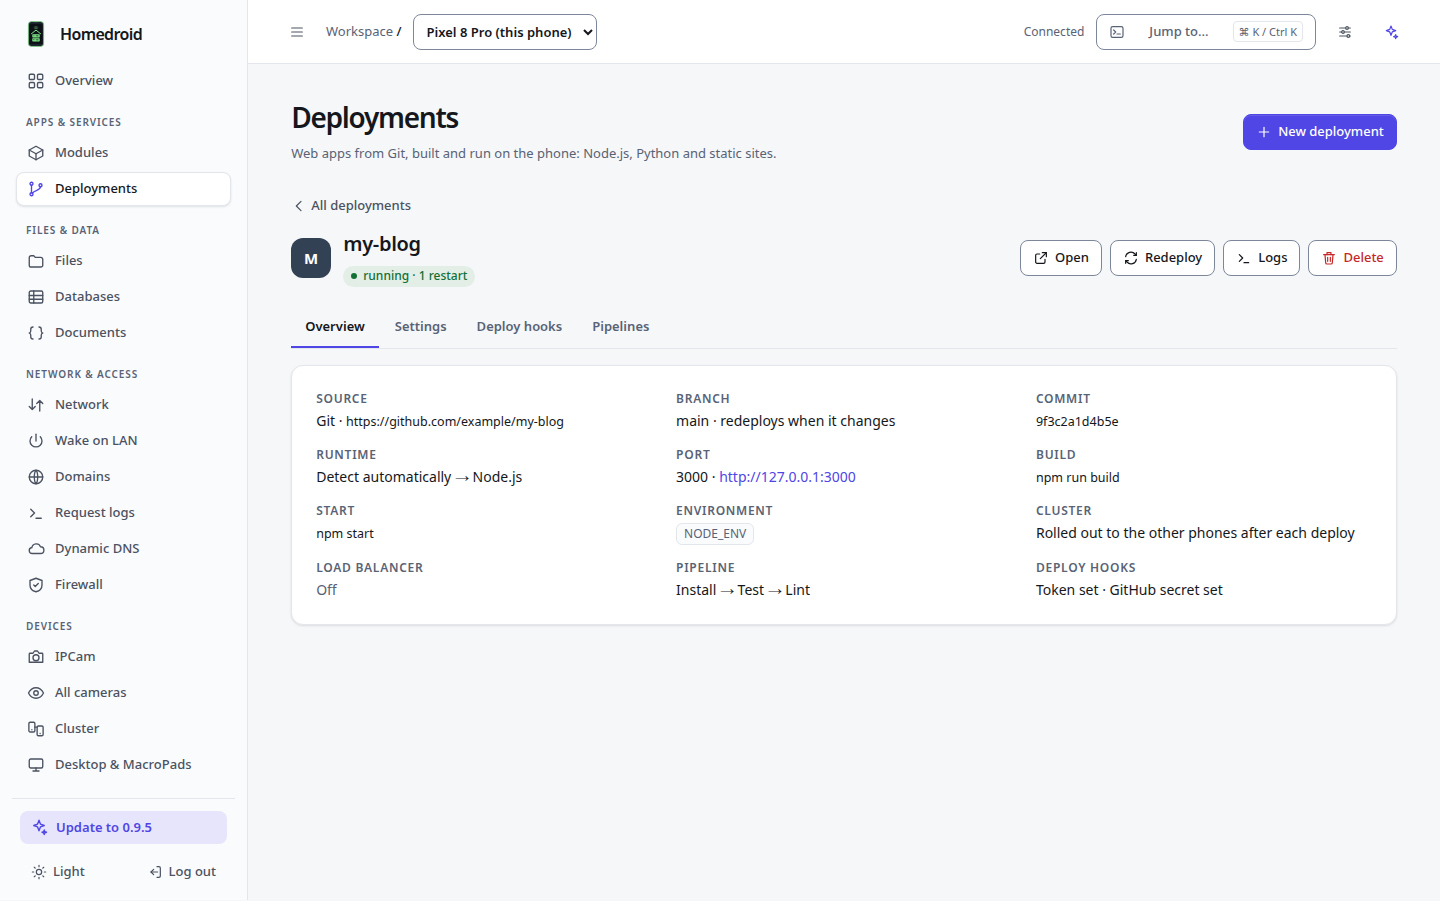 Homedroid
Overview
APPS & SERVICES
Modules
Deployments
FILES & DATA
Files
Databases
Documents
NETWORK & ACCESS
Network
Wake on LAN
Domains
Request logs
Dynamic DNS
Firewall
DEVICES
IPCam
All cameras
Cluster
Desktop & MacroPads
Update to 0.9.5
Light
Log out
Workspace /
Pixel 8 Pro (this phone)
Connected
Jump to...
⌘ K / Ctrl K
Deployments
Web apps from Git, built and run on the phone: Node.js, Python and static sites.
New deployment
All deployments
M
my-blog
running · 1 restart
Open
Redeploy
Logs
Delete
Overview
Settings
Deploy hooks
Pipelines
SOURCE
Git · https://github.com/example/my-blog
BRANCH
main · redeploys when it changes
COMMIT
9f3c2a1d4b5e
RUNTIME
Detect automatically → Node.js
PORT
3000 · http://127.0.0.1:3000
BUILD
npm run build
START
npm start
ENVIRONMENT
NODE_ENV
CLUSTER
Rolled out to the other phones after each deploy
LOAD BALANCER
Off
PIPELINE
Install → Test → Lint
DEPLOY HOOKS
Token set · GitHub secret set